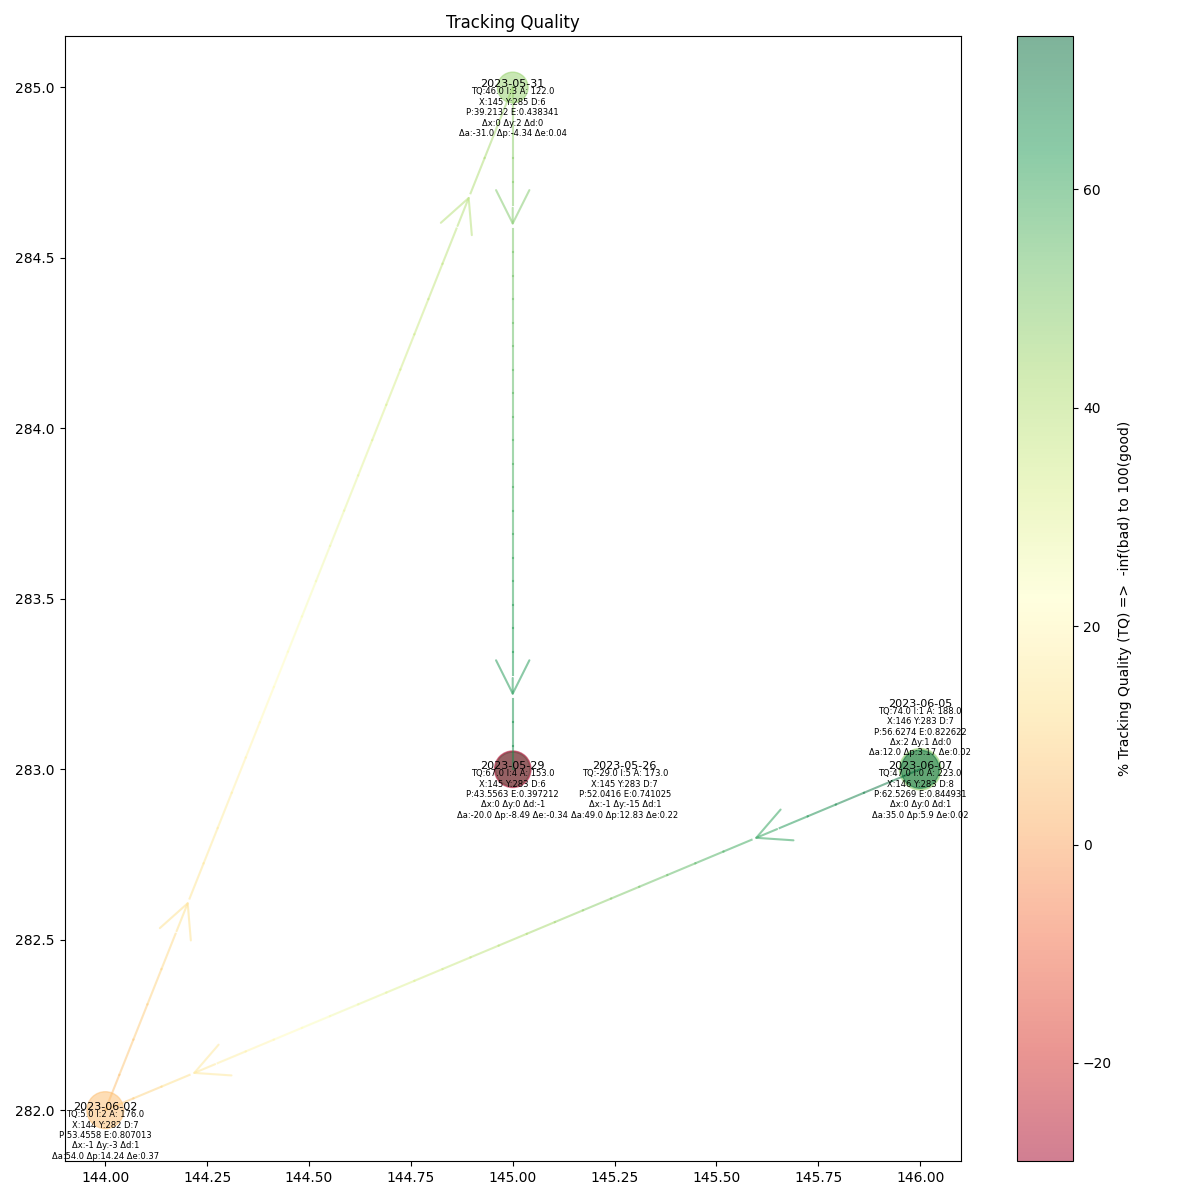 Tracking Quality
285.0
284.5
284.0
283.5
283.0
282.5
282.0
2023-05-31
TQ:46.0 I:3 A: 122.0
X:145 Y:285 D:6
P:39.2132 E:0.438341
Δx:0 Δy:2 Δd:0
Δa:-31.0 Δp:-4.34 Δe:0.04
2023-06-05
TQ:74.0 I:1 A: 188.0
X:146 Y:283 D:7
P:56.6274 E:0.822622
Δx:2 Δy:1 Δd:0
Δa:12.0 Δp:3.17 Δe:0.02
2023-05-29
TQ:67.0 I:4 A: 153.0
X:145 Y:283 D:6
P:43.5563 E:0.397212
Δx:0 Δy:0 Δd:-1
Δa:-20.0 Δp:-8.49 Δe:-0.34
2023-05-26
TQ:-29.0 I:5 A: 173.0
X:145 Y:283 D:7
P:52.0416 E:0.741025
Δx:-1 Δy:-15 Δd:1
Δa:49.0 Δp:12.83 Δe:0.22
2023-06-07
TQ:47.0 I:0 A: 223.0
X:146 Y:283 D:8
P:62.5269 E:0.844931
Δx:0 Δy:0 Δd:1
Δa:35.0 Δp:5.9 Δe:0.02
2023-06-02
TQ:5.0 I:2 A: 176.0
X:144 Y:282 D:7
P:53.4558 E:0.807013
Δx:-1 Δy:-3 Δd:1
Δa:54.0 Δp:14.24 Δe:0.37
144.00
144.25
144.50
144.75
145.00
145.25
145.50
145.75
146.00
60
40
20
0
−20
% Tracking Quality (TQ) =>  -inf(bad) to 100(good)